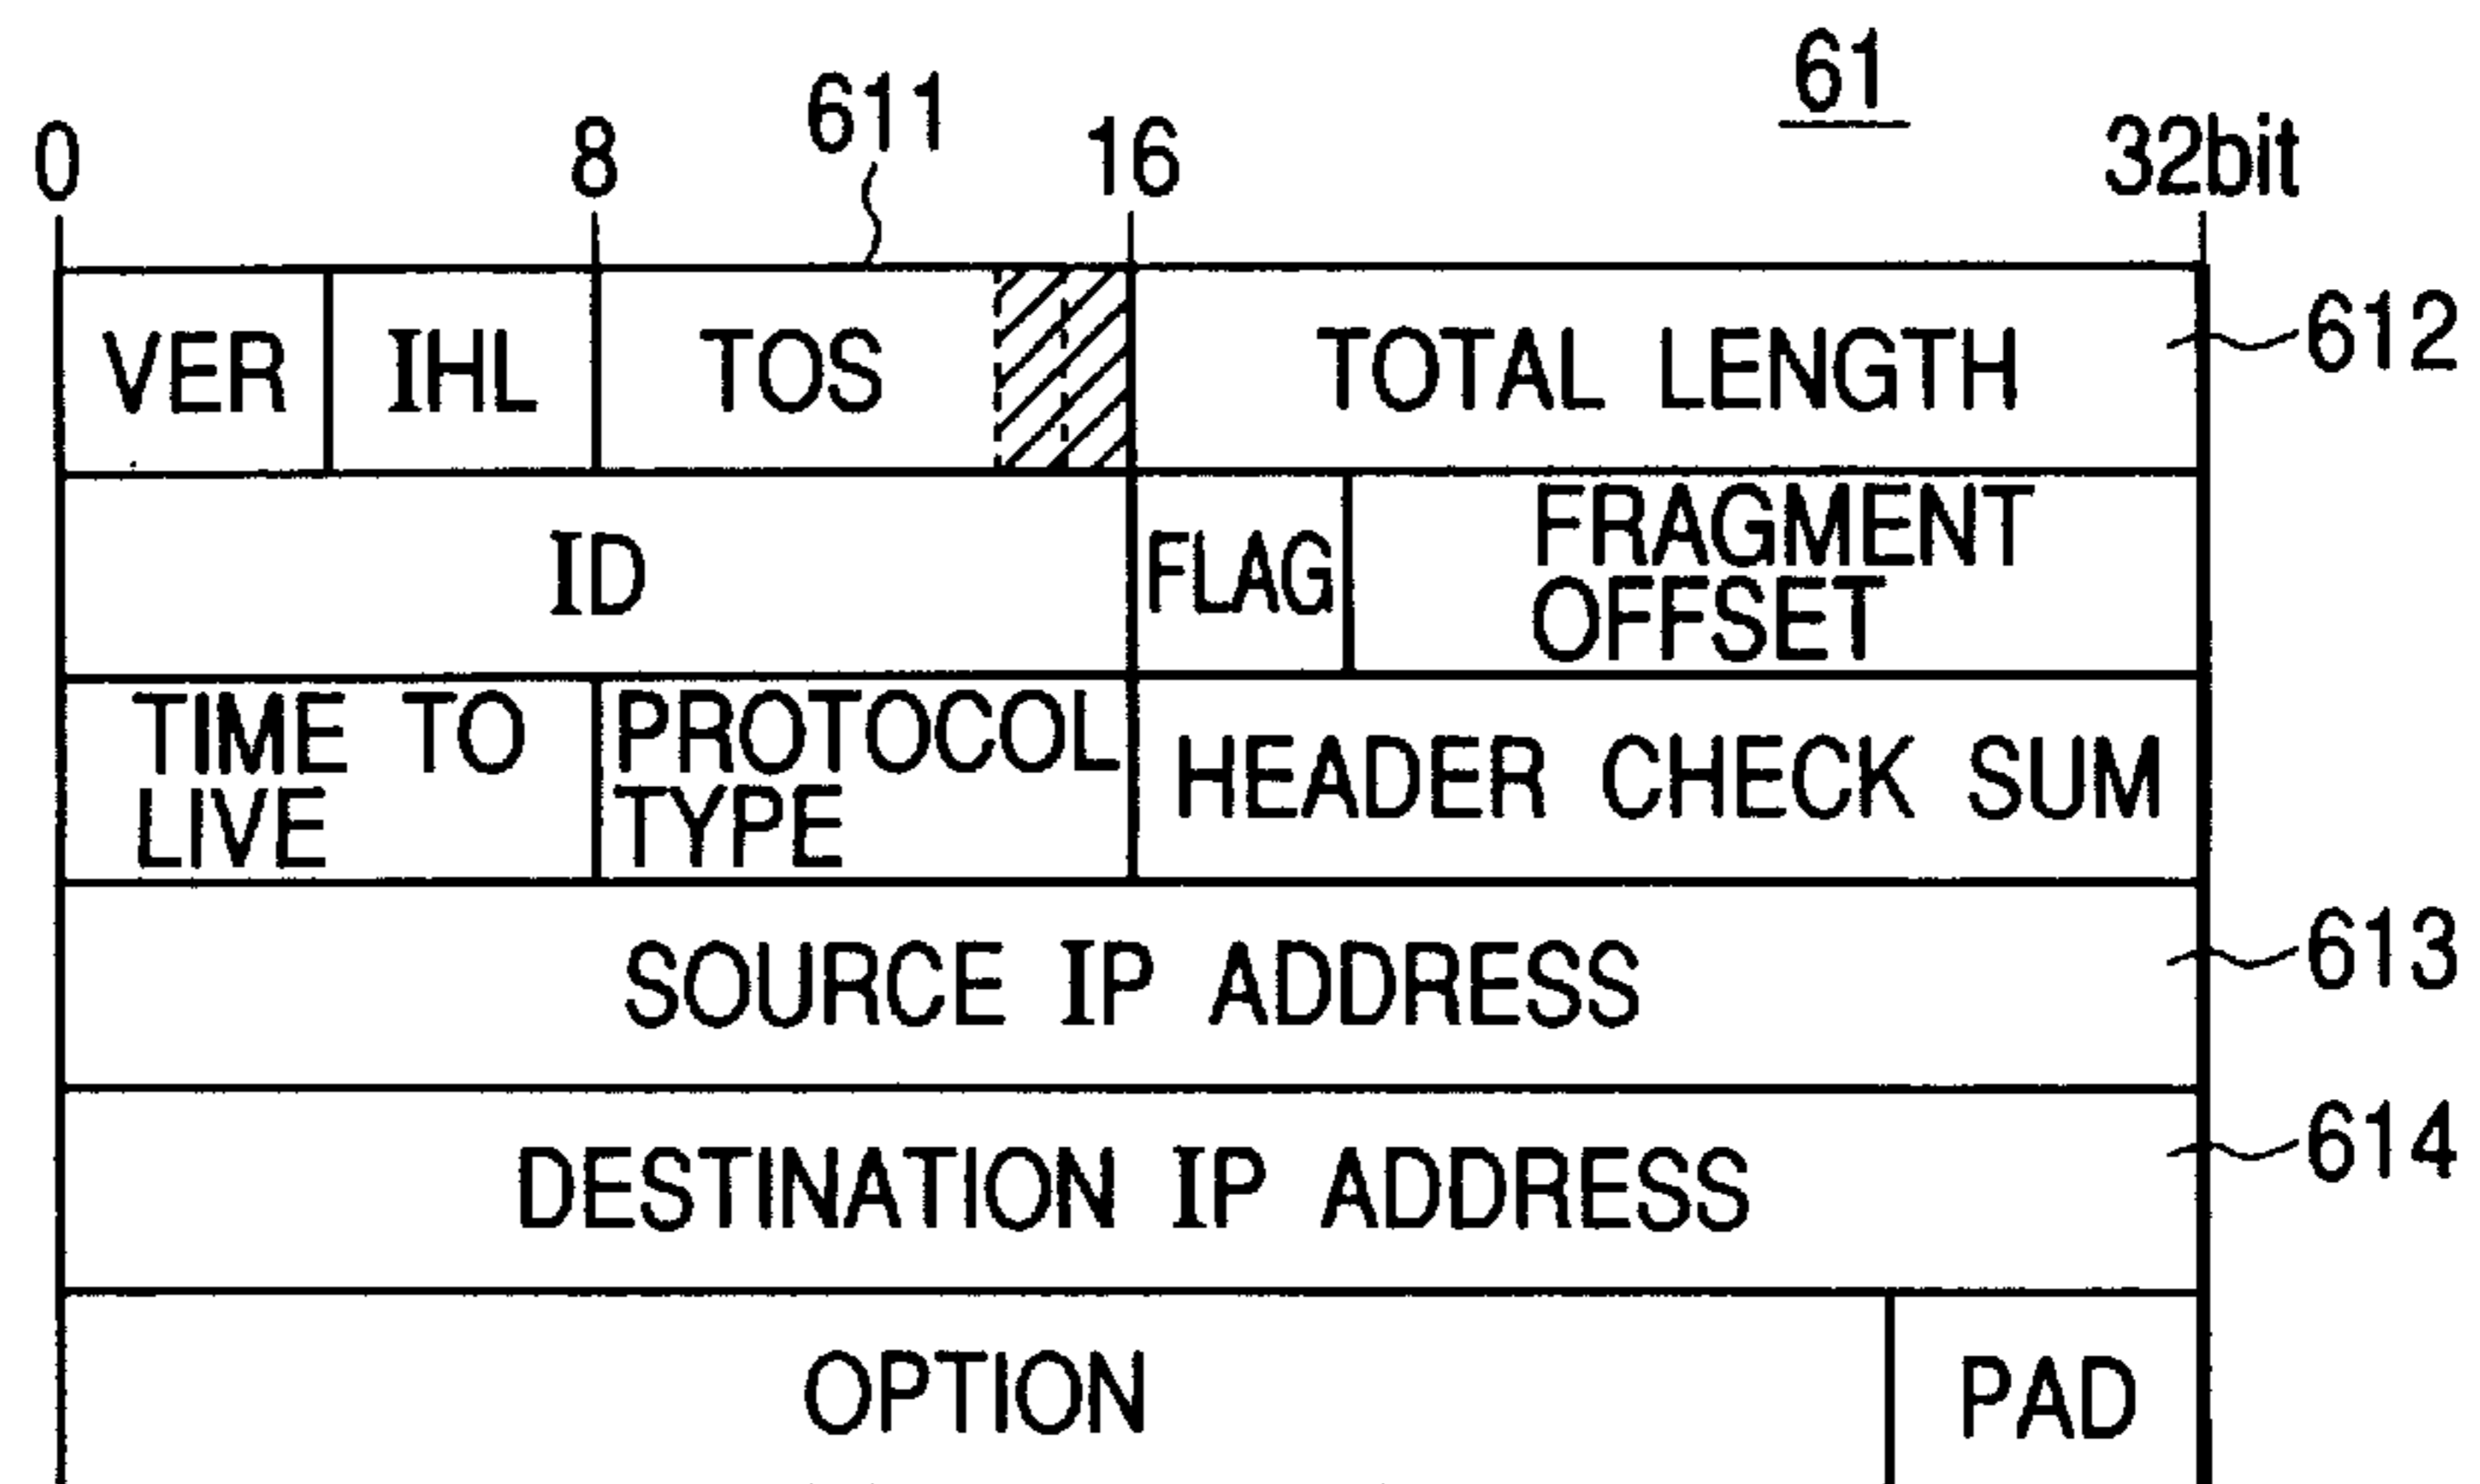 61
0 8 611 16 32bit
VER IHL TOS TOTAL LENGTH 612
ID FLAG FRAGMENT
OFFSET
TIME TO
LIVE
PROTOCOL
TYPE
HEADER CHECK SUM
SOURCE IP ADDRESS 613
DESTINATION IP ADDRESS 614
OPTION PAD